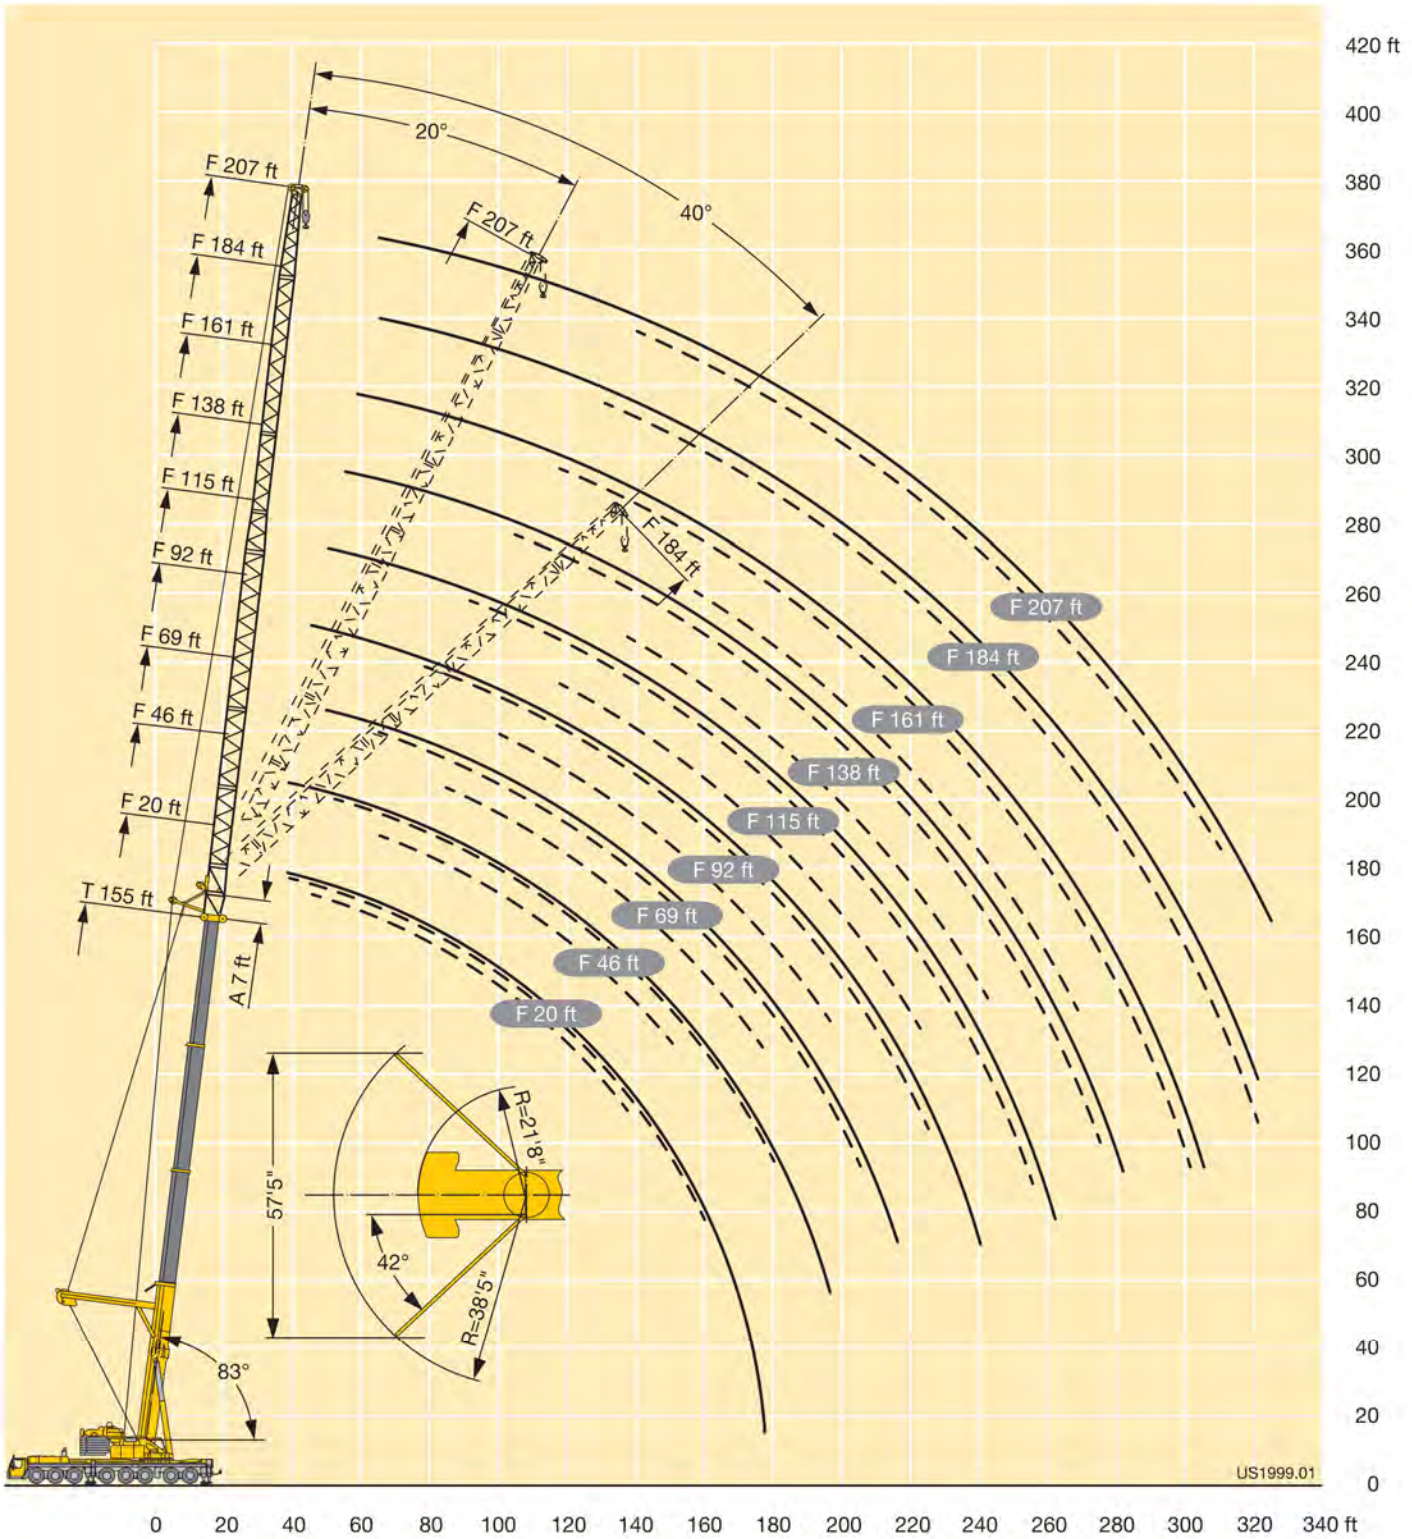 420 ft
400
380
360
340
320
300
280
260
240
220
200
180
160
140
120
100
80
60
40
20
0
20°
40°
F 207 ft
F 184 ft
F 161 ft
F 138 ft
F 115 ft
F 92 ft
F 69 ft
F 46 ft
F 20 ft
T 155 ft
A 7 ft
F 207 ft
F 184 ft
F 207 ft
F 184 ft
F 161 ft
F 138 ft
F 115 ft
F 92 ft
F 69 ft
F 46 ft
F 20 ft
57'5"
R=21'8"
42°
R=38'5"
83°
US1999.01
0 20 40 60 80 100 120 140 160 180 200 220 240 260 280 300 320 340 ft